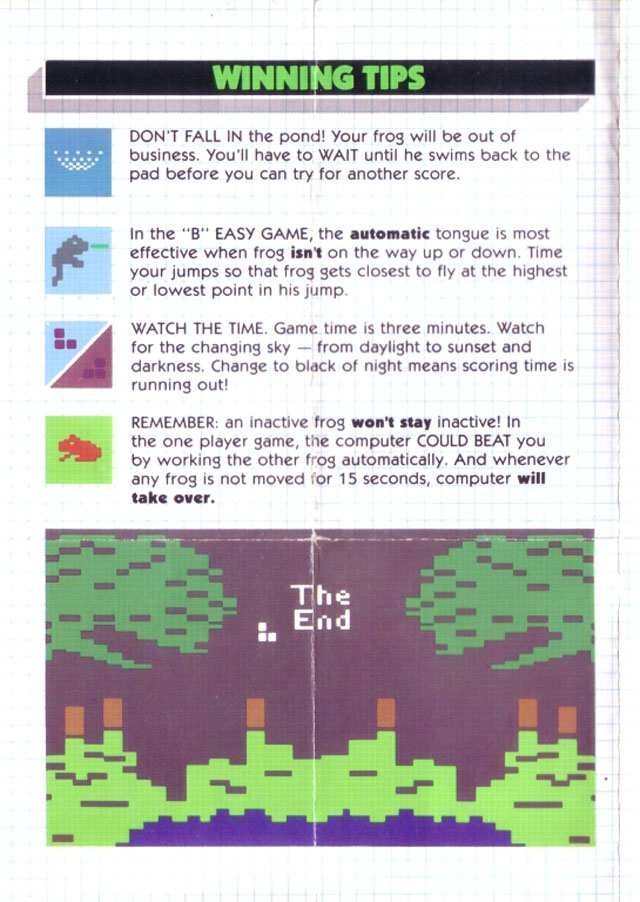 WINNING TIPS
DON'T FALL IN the pond! Your frog will be out of
business. You'll have to WAIT until he swims back to the
pad before you can try for another score.
In the "B" EASY GAME, the automatic tongue is most
effective when frog isn't on the way up or down. Time
your jumps so that frog gets closest to fly at the highest
or lowest point in his jump.
WATCH THE TIME. Game time is three minutes. Watch
for the changing sky — from daylight to sunset and
darkness. Change to black of night means scoring time is
running out!
REMEMBER: an inactive frog won't stay inactive! In
the one player game, the computer COULD BEAT you
by working the other frog automatically. And whenever
any frog is not moved for 15 seconds, computer will
take over.
The
End